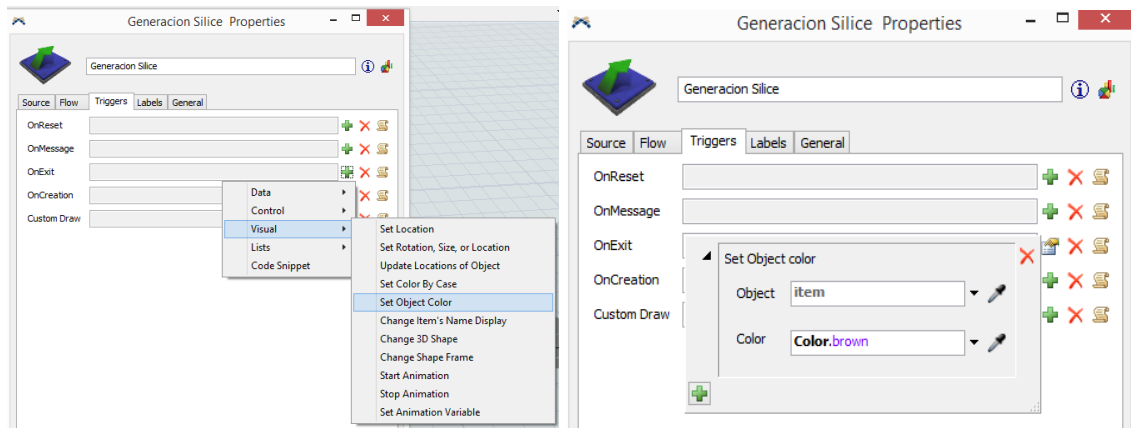 Generacion Silice Properties
Generacion Silice
Source Flow Triggers Labels General
OnReset
OnMessage
OnExit
OnCreation
Custom Draw
Data
Control
Visual
Lists
Code Snippet
Set Location
Set Rotation, Size, or Location
Update Locations of Object
Set Color By Case
Set Object Color
Change Item's Name Display
Change 3D Shape
Change Shape Frame
Start Animation
Stop Animation
Set Animation Variable
Generacion Silice Properties
Generacion Silice
Source Flow Triggers Labels General
OnReset
OnMessage
OnExit
OnCreation
Custom Draw
Set Object color
Object item
Color Color.brown